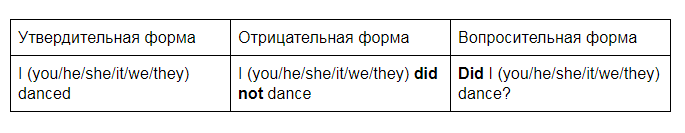 Утвердительная форма
Отрицательная форма
Вопросительная форма
I (you/he/she/it/we/they)
danced
I (you/he/she/it/we/they) did
not dance
Did I (you/he/she/it/we/they)
dance?